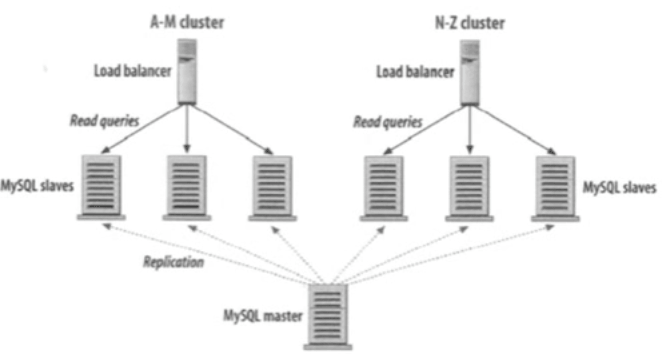 A-M cluster
N-Z cluster
Load balancer
Load balancer
Read queries
Read queries
MySQL slaves
MySQL slaves
Replication
MySQL master